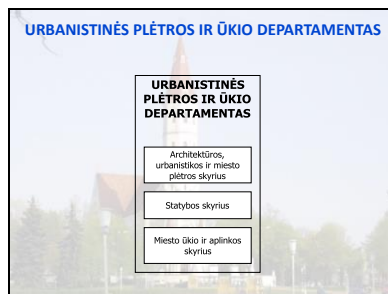 URBANISTINĖS PLĖTROS IR ŪKIO DEPARTAMENTAS
URBANISTINĖS
PLĖTROS IR ŪKIO
DEPARTAMENTAS
Architektūros,
urbanistikos ir miesto
plėtros skyrius
Statybos skyrius
Miesto ūkio ir aplinkos
skyrius